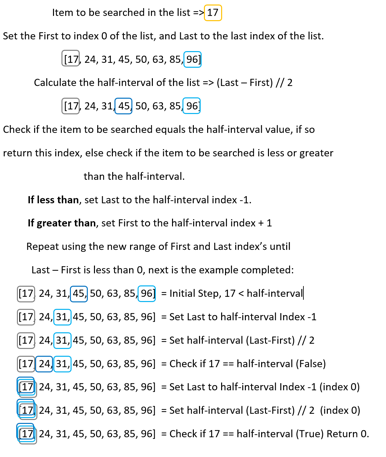 Item to be searched in the list => 17
Set the First to index 0 of the list, and Last to the last index of the list.
[17, 24, 31, 45, 50, 63, 85, 96]
Calculate the half-interval of the list => (Last – First) // 2
[17, 24, 31, 45, 50, 63, 85, 96]
Check if the item to be searched equals the half-interval value, if so
return this index, else check if the item to be searched is less or greater
than the half-interval.
If less than, set Last to the half-interval index -1.
If greater than, set First to the half-interval index + 1
Repeat using the new range of First and Last index's until
Last – First is less than 0, next is the example completed:
[17, 24, 31, 45, 50, 63, 85, 96] = Initial Step, 17 < half-interval
[17, 24, 31, 45, 50, 63, 85, 96] = Set Last to half-interval Index -1
[17, 24, 31, 45, 50, 63, 85, 96] = Set half-interval (Last-First) // 2
[17, 24, 31, 45, 50, 63, 85, 96] = Check if 17 == half-interval (False)
[17, 24, 31, 45, 50, 63, 85, 96] = Set Last to half-interval Index -1 (index 0)
[17, 24, 31, 45, 50, 63, 85, 96] = Set half-interval (Last-First) // 2 (index 0)
[17, 24, 31, 45, 50, 63, 85, 96] = Check if 17 == half-interval (True) Return 0.